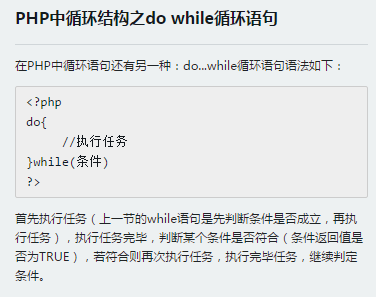 PHP中循环结构之do while循环语句
在PHP中循环语句还有另一种：do...while循环语句语法如下：
<?php
do{
//执行任务
}while(条件)
?>
首先执行任务（上一节的while语句是先判断条件是否成立，再执
行任务），执行任务完毕，判断某个条件是否符合（条件返回值是
否为TRUE），若符合则再次执行任务，执行完毕任务，继续判定
条件。